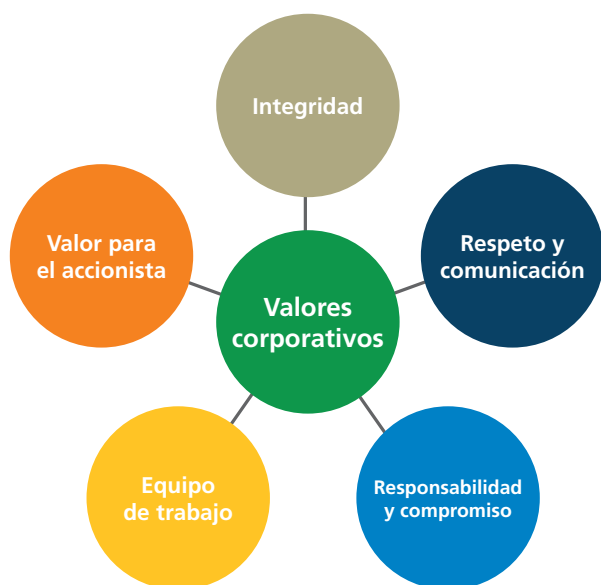 Integridad
Valor para
el accionista
Respeto y
comunicación
Valores
corporativos
Equipo
de trabajo
Responsabilidad
y compromiso